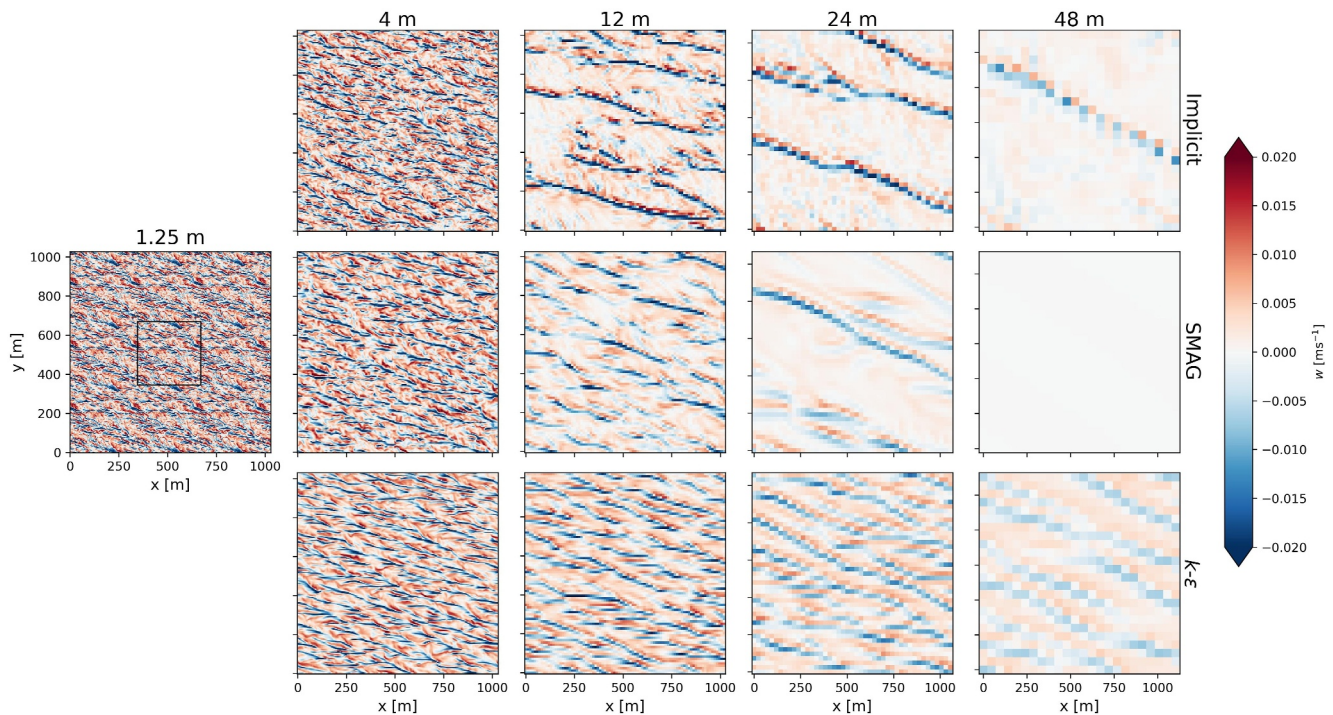 4 m 12 m 24 m 48 m
Implicit
1.25 m
1000
800
600
400
200
0
y [m]
0 250 500 750 1000
x [m]
SMAG
k-ε
0 250 500 750 1000
x [m]
0 250 500 750 1000
x [m]
0 250 500 750 1000
x [m]
0 500 1000
x [m]
0.020
0.015
0.010
0.005
0.000
−0.005
−0.010
−0.015
−0.020
w [ms⁻¹]